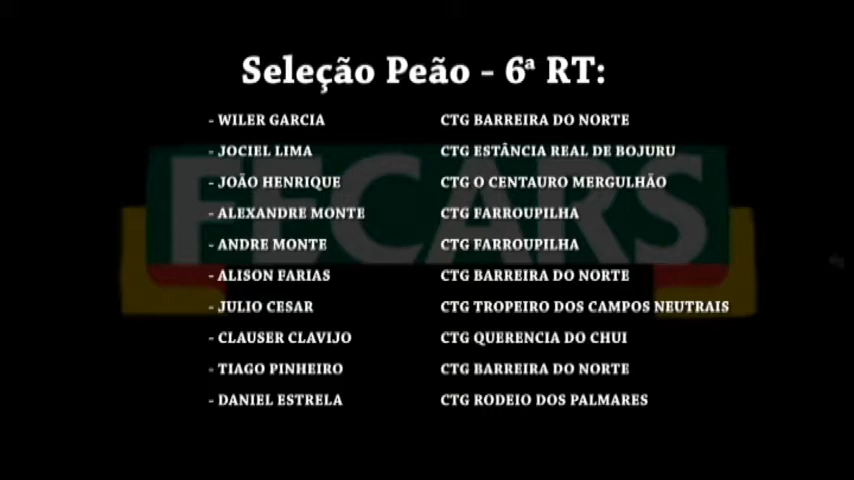 Seleção Peão - 6ª RT:
- WILER GARCIA CTG BARREIRA DO NORTE
- JOCIEL LIMA CTG ESTÂNCIA REAL DE BOJURU
- JOÃO HENRIQUE CTG O CENTAURO MERGULHÃO
- ALEXANDRE MONTE CTG FARROUPILHA
- ANDRE MONTE CTG FARROUPILHA
- ALISON FARIAS CTG BARREIRA DO NORTE
- JULIO CESAR CTG TROPEIRO DOS CAMPOS NEUTRAIS
- CLAUSER CLAVIJO CTG QUERENCIA DO CHUI
- TIAGO PINHEIRO CTG BARREIRA DO NORTE
- DANIEL ESTRELA CTG RODEIO DOS PALMARES
FECARS